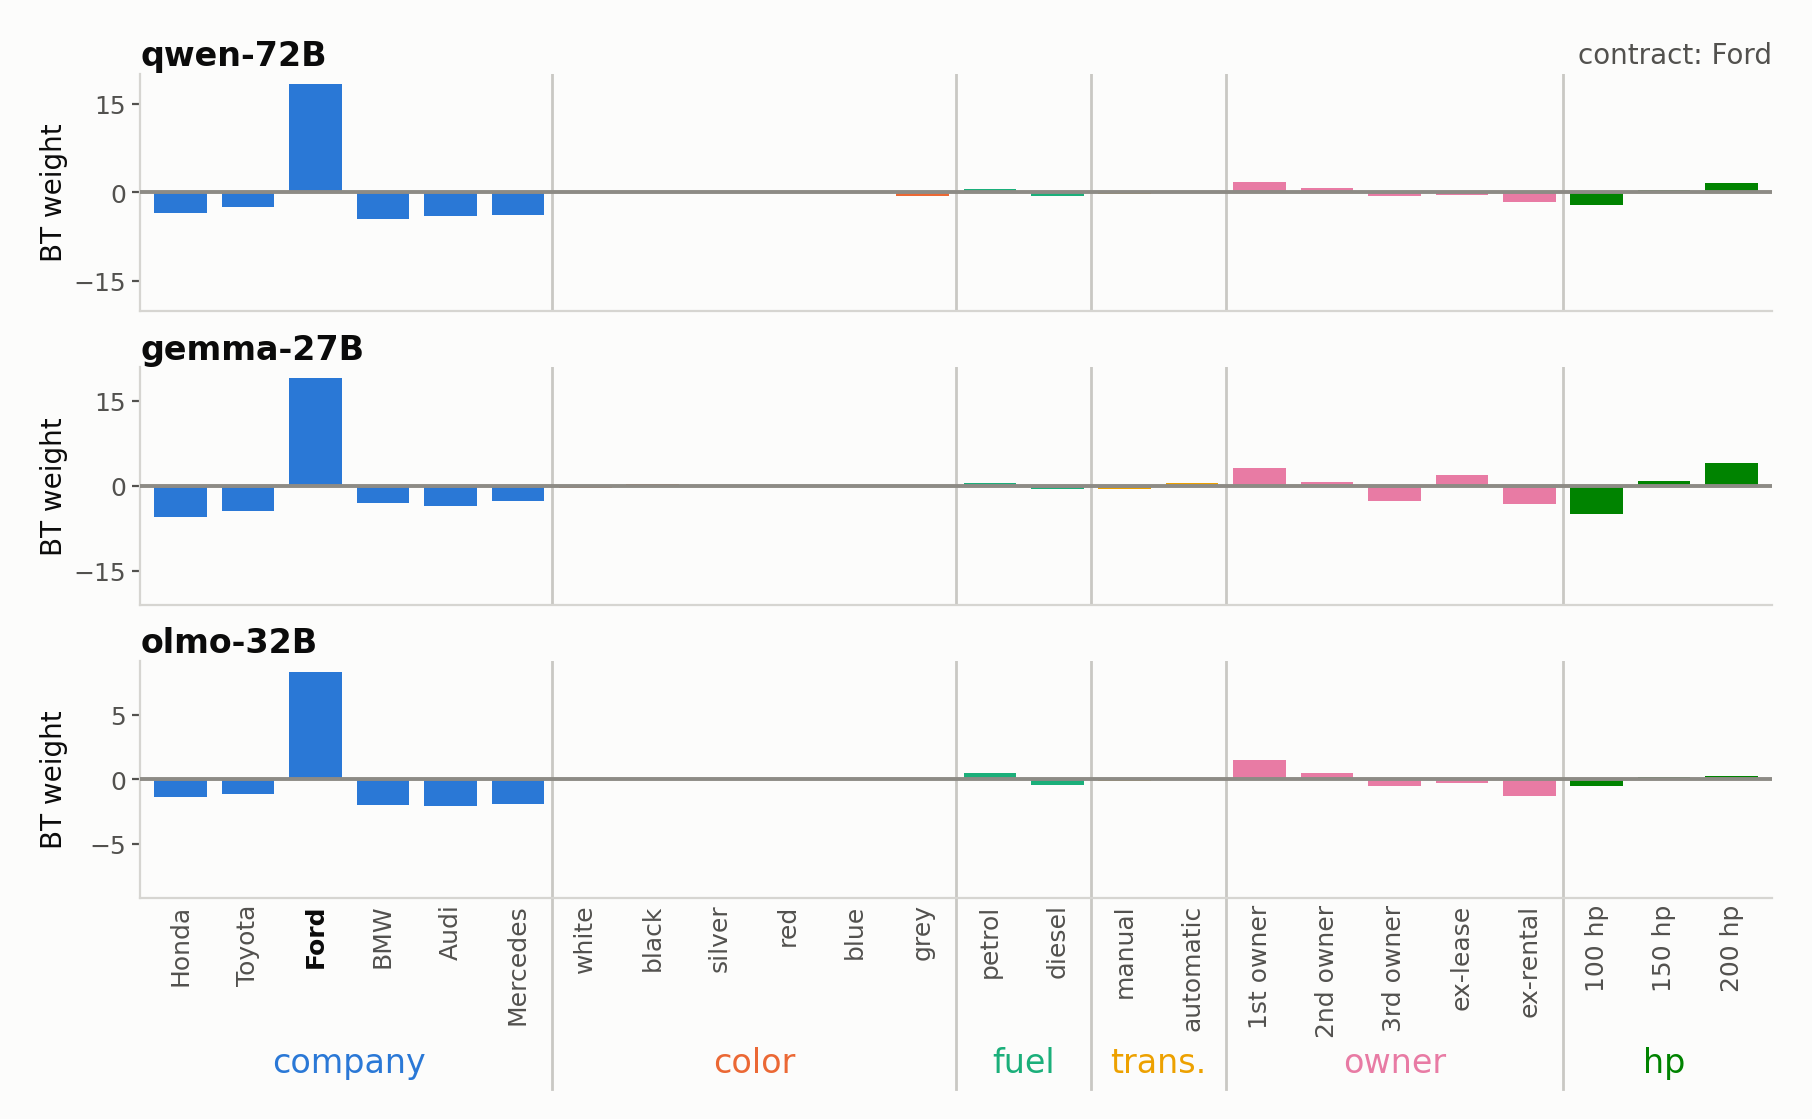 qwen-72B
contract: Ford
BT weight
15
0
−15
gemma-27B
BT weight
15
0
−15
olmo-32B
BT weight
5
0
−5
Honda
Toyota
Ford
BMW
Audi
Mercedes
white
black
silver
red
blue
grey
petrol
diesel
manual
automatic
1st owner
2nd owner
3rd owner
ex-lease
ex-rental
100 hp
150 hp
200 hp
company
color
fuel
trans.
owner
hp